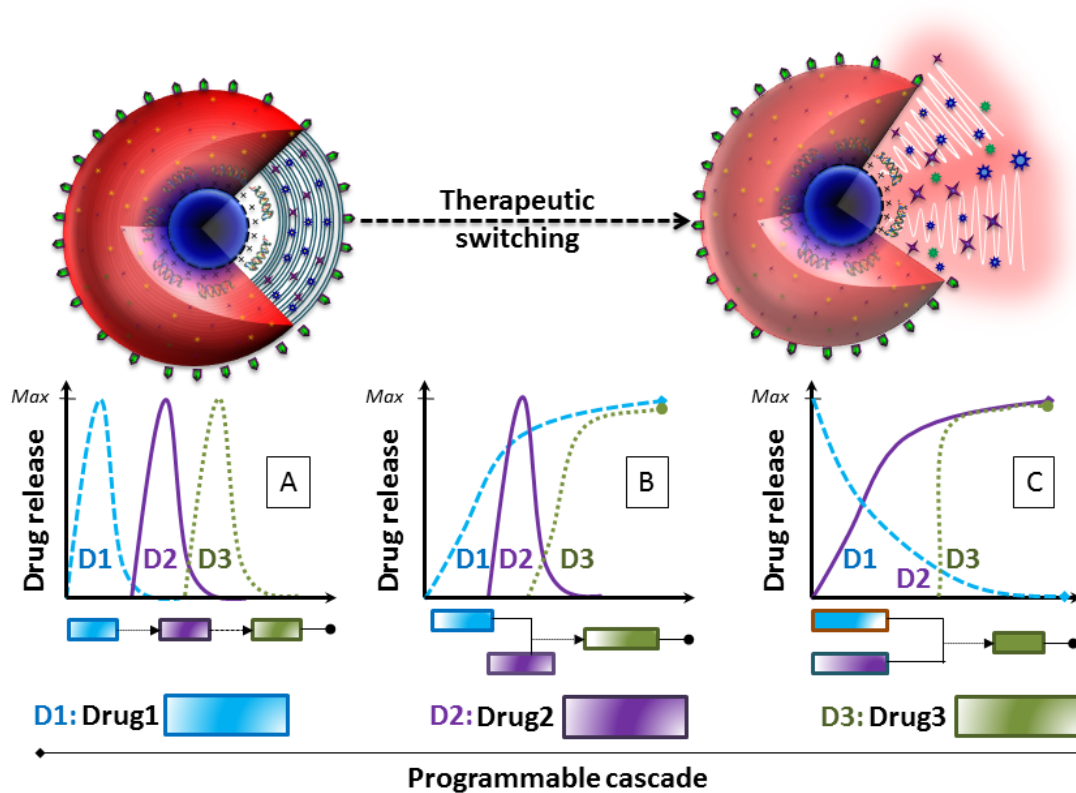 Therapeutic
switching
Max
Drug release
A
D1
D2
D3
Max
Drug release
B
D1
D2
D3
Max
Drug release
C
D1
D2
D3
D1: Drug1
D2: Drug2
D3: Drug3
Programmable cascade